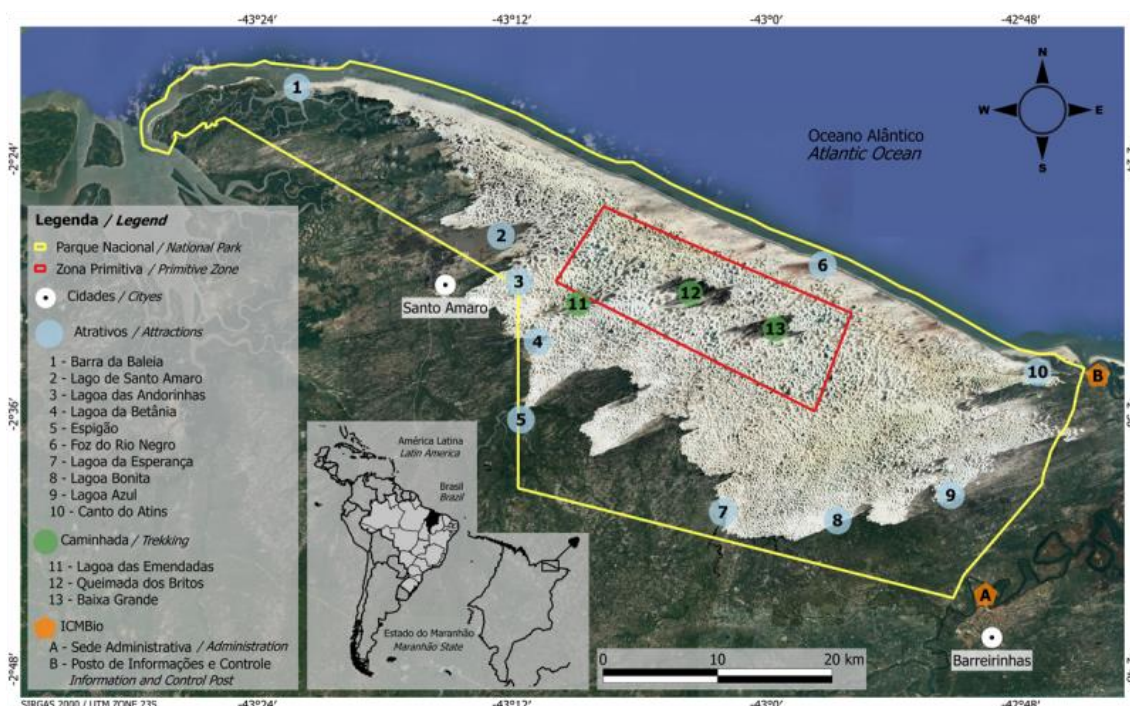 -43°24'
-43°12'
-43°0'
-42°48'
N
W
E
S
Oceano Alântico
Atlantic Ocean
-2°24'
-2°36'
-2°48'
1
2
3
4
5
6
7
8
9
10
11
12
13
A
B
Santo Amaro
Barreirinhas
Legenda / Legend
Parque Nacional / National Park
Zona Primitiva / Primitive Zone
Cidades / Cityes
Atrativos / Attractions
1 - Barra da Baleia
2 - Lago de Santo Amaro
3 - Lagoa das Andorinhas
4 - Lagoa da Betânia
5 - Espigão
6 - Foz do Rio Negro
7 - Lagoa da Esperança
8 - Lagoa Bonita
9 - Lagoa Azul
10 - Canto do Atins
Caminhada / Trekking
11 - Lagoa das Emendadas
12 - Queimada dos Britos
13 - Baixa Grande
ICMBio
A - Sede Administrativa / Administration
B - Posto de Informações e Controle
Information and Control Post
América Latina
Latin America
Brasil
Brazil
Estado do Maranhão
Maranhão State
0 10 20 km
SIRGAS 2000 / UTM ZONE 23S
-43°24'
-43°12'
-43°0'
-42°48'